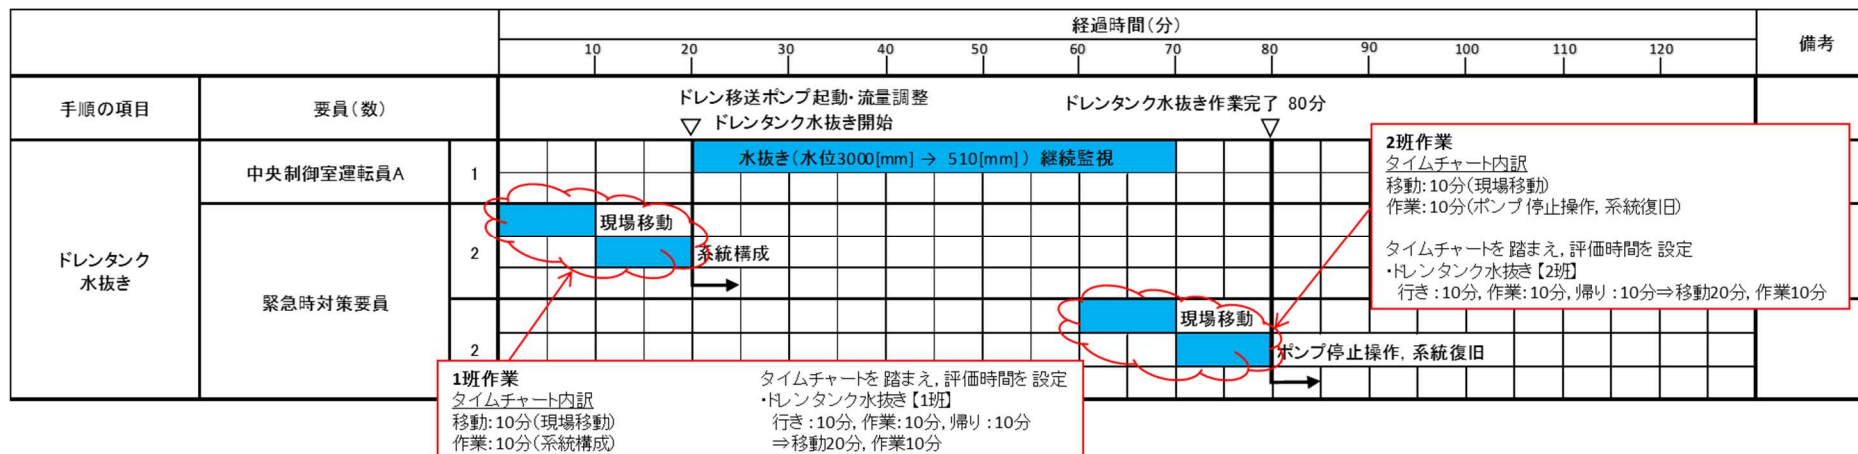 経過時間(分)
備考
10 20 30 40 50 60 70 80 90 100 110 120
手順の項目
要員(数)
ドレン移送ポンプ起動・流量調整
▽ ドレンタンク水抜き開始
ドレンタンク水抜き作業完了 80分
▽
ドレンタンク
水抜き
中央制御室運転員A
1
水抜き(水位3000[mm] → 510[mm]) 継続監視
緊急時対策要員
2
現場移動
系統構成
2
現場移動
ポンプ停止操作, 系統復旧
2班作業
タイムチャート内訳
移動:10分(現場移動)
作業:10分(ポンプ停止操作, 系統復旧)
タイムチャートを踏まえ, 評価時間を設定
・ドレンタンク水抜き【2班】
行き:10分, 作業:10分, 帰り:10分⇒移動20分, 作業10分
1班作業
タイムチャート内訳
移動:10分(現場移動)
作業:10分(系統構成)
タイムチャートを踏まえ, 評価時間を設定
・ドレンタンク水抜き【1班】
行き:10分, 作業:10分, 帰り:10分
⇒移動20分, 作業10分